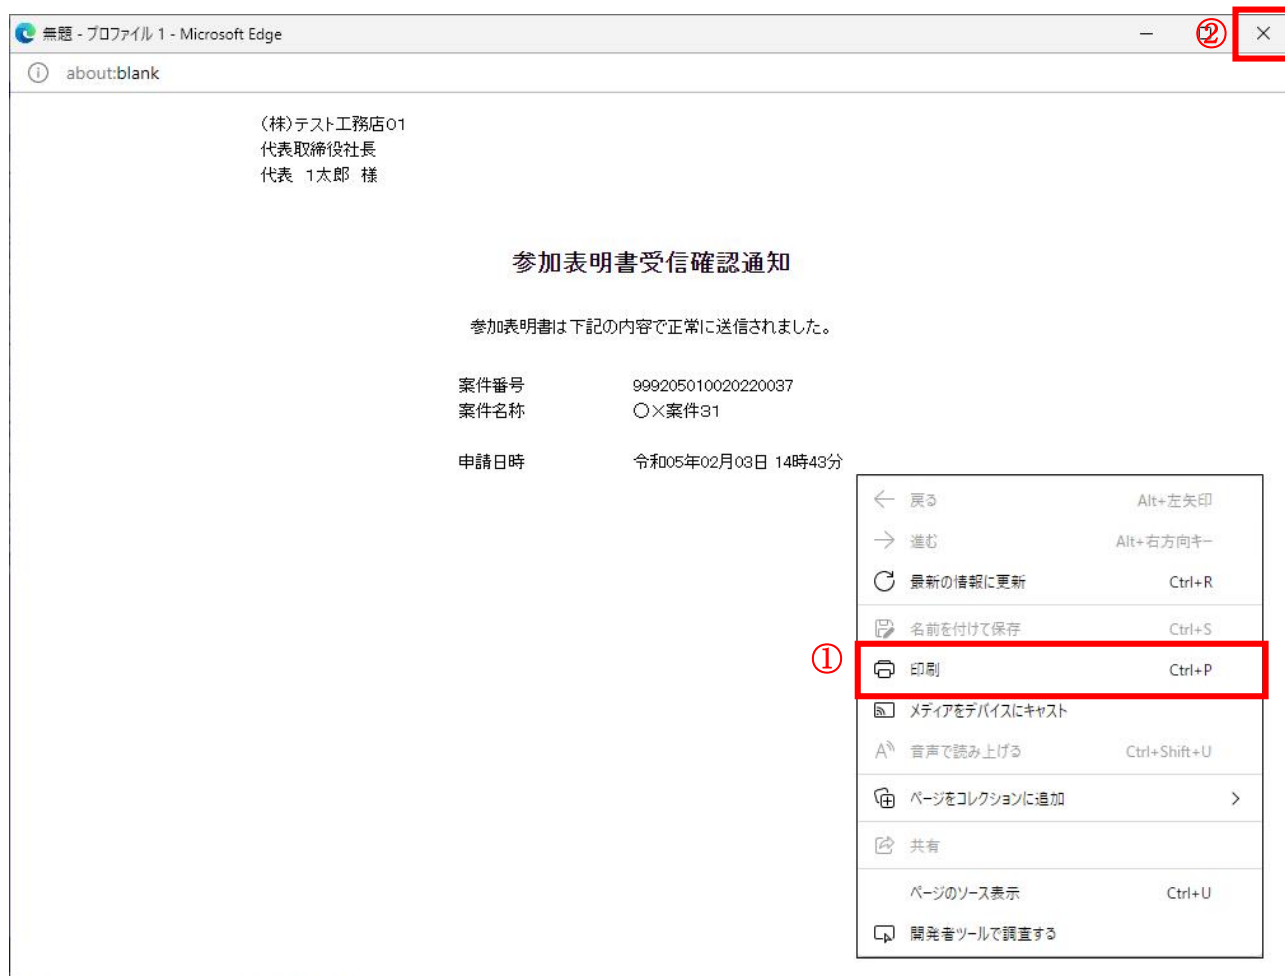 無題 - プロファイル 1 - Microsoft Edge
②
about:blank
(株)テスト工務店01
代表取締役社長
代表 1太郎 様
参加表明書受信確認通知
参加表明書は下記の内容で正常に送信されました。
案件番号 999205010020220037
案件名称 〇×案件31
申請日時 令和05年02月03日 14時43分
戻る Alt+左矢印
進む Alt+右方向キー
最新の情報に更新 Ctrl+R
名前を付けて保存 Ctrl+S
① 印刷 Ctrl+P
メディアをデバイスにキャスト
音声で読み上げる Ctrl+Shift+U
ページをコレクションに追加
共有
ページのソース表示 Ctrl+U
開発者ツールで調査する